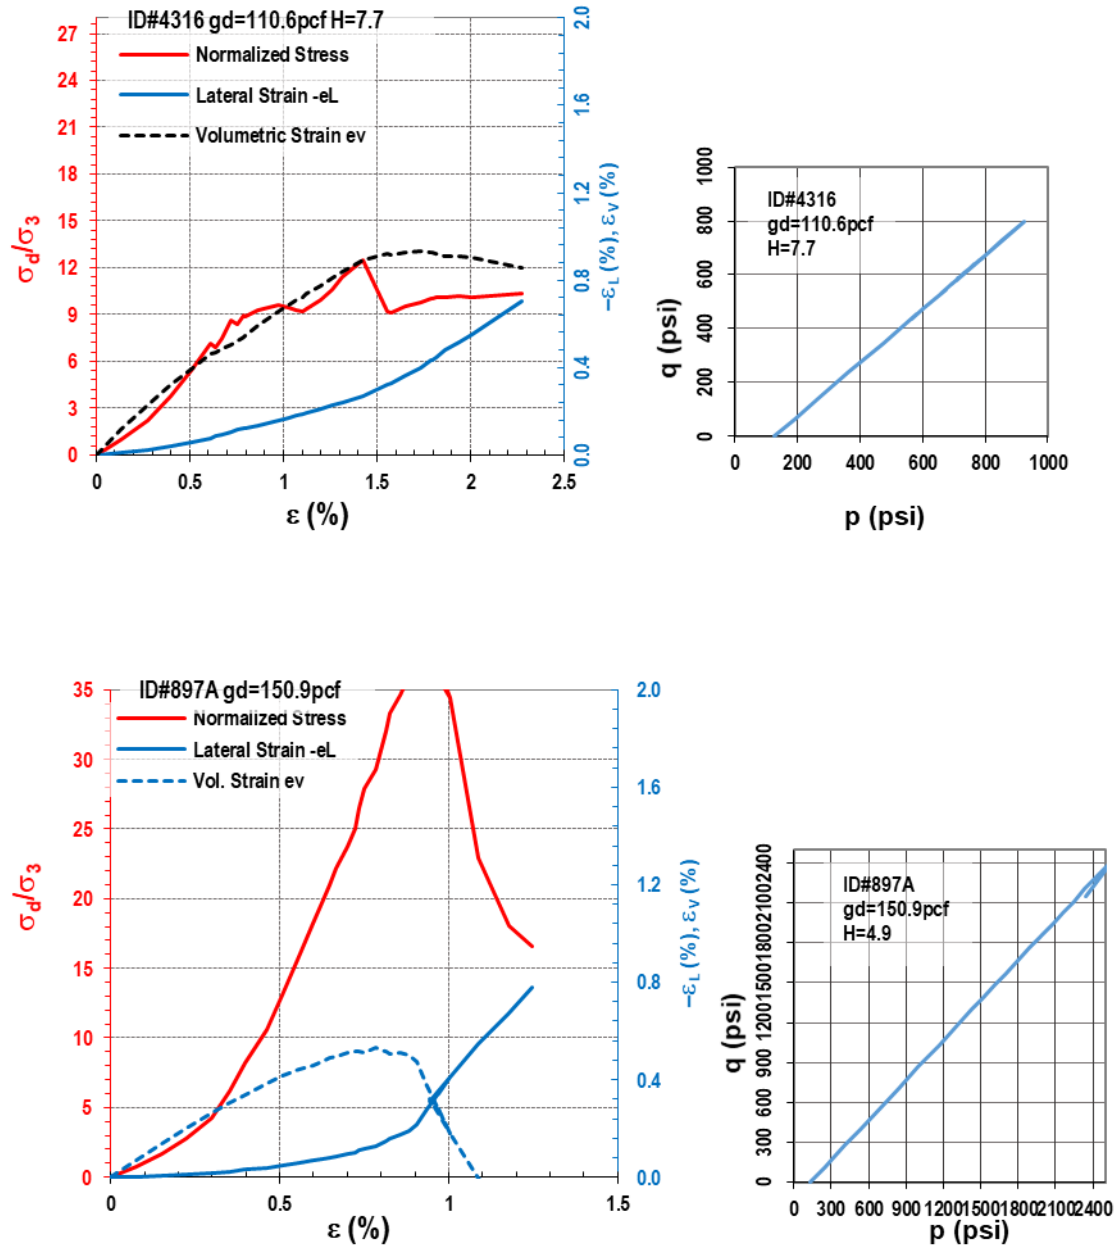 ID#4316 gd=110.6pcf H=7.7
Normalized Stress
Lateral Strain -eL
Volumetric Strain ev
27
24
21
18
15
12
9
6
3
0
σd/σ3
2.0
1.6
1.2
0.8
0.4
0.0
−εL (%), εV (%)
0 0.5 1 1.5 2 2.5
ε (%)
ID#4316
gd=110.6pcf
H=7.7
1000
800
600
400
200
0
q (psi)
0 200 400 600 800 1000
p (psi)
ID#897A gd=150.9pcf
Normalized Stress
Lateral Strain -eL
Vol. Strain ev
35
30
25
20
15
10
5
0
σd/σ3
2.0
1.6
1.2
0.8
0.4
0.0
−εL (%), εV (%)
0 0.5 1 1.5
ε (%)
ID#897A
gd=150.9pcf
H=4.9
2400
2100
1800
1500
1200
900
600
300
0
q (psi)
0 300 600 900 1200 1500 1800 2100 2400
p (psi)